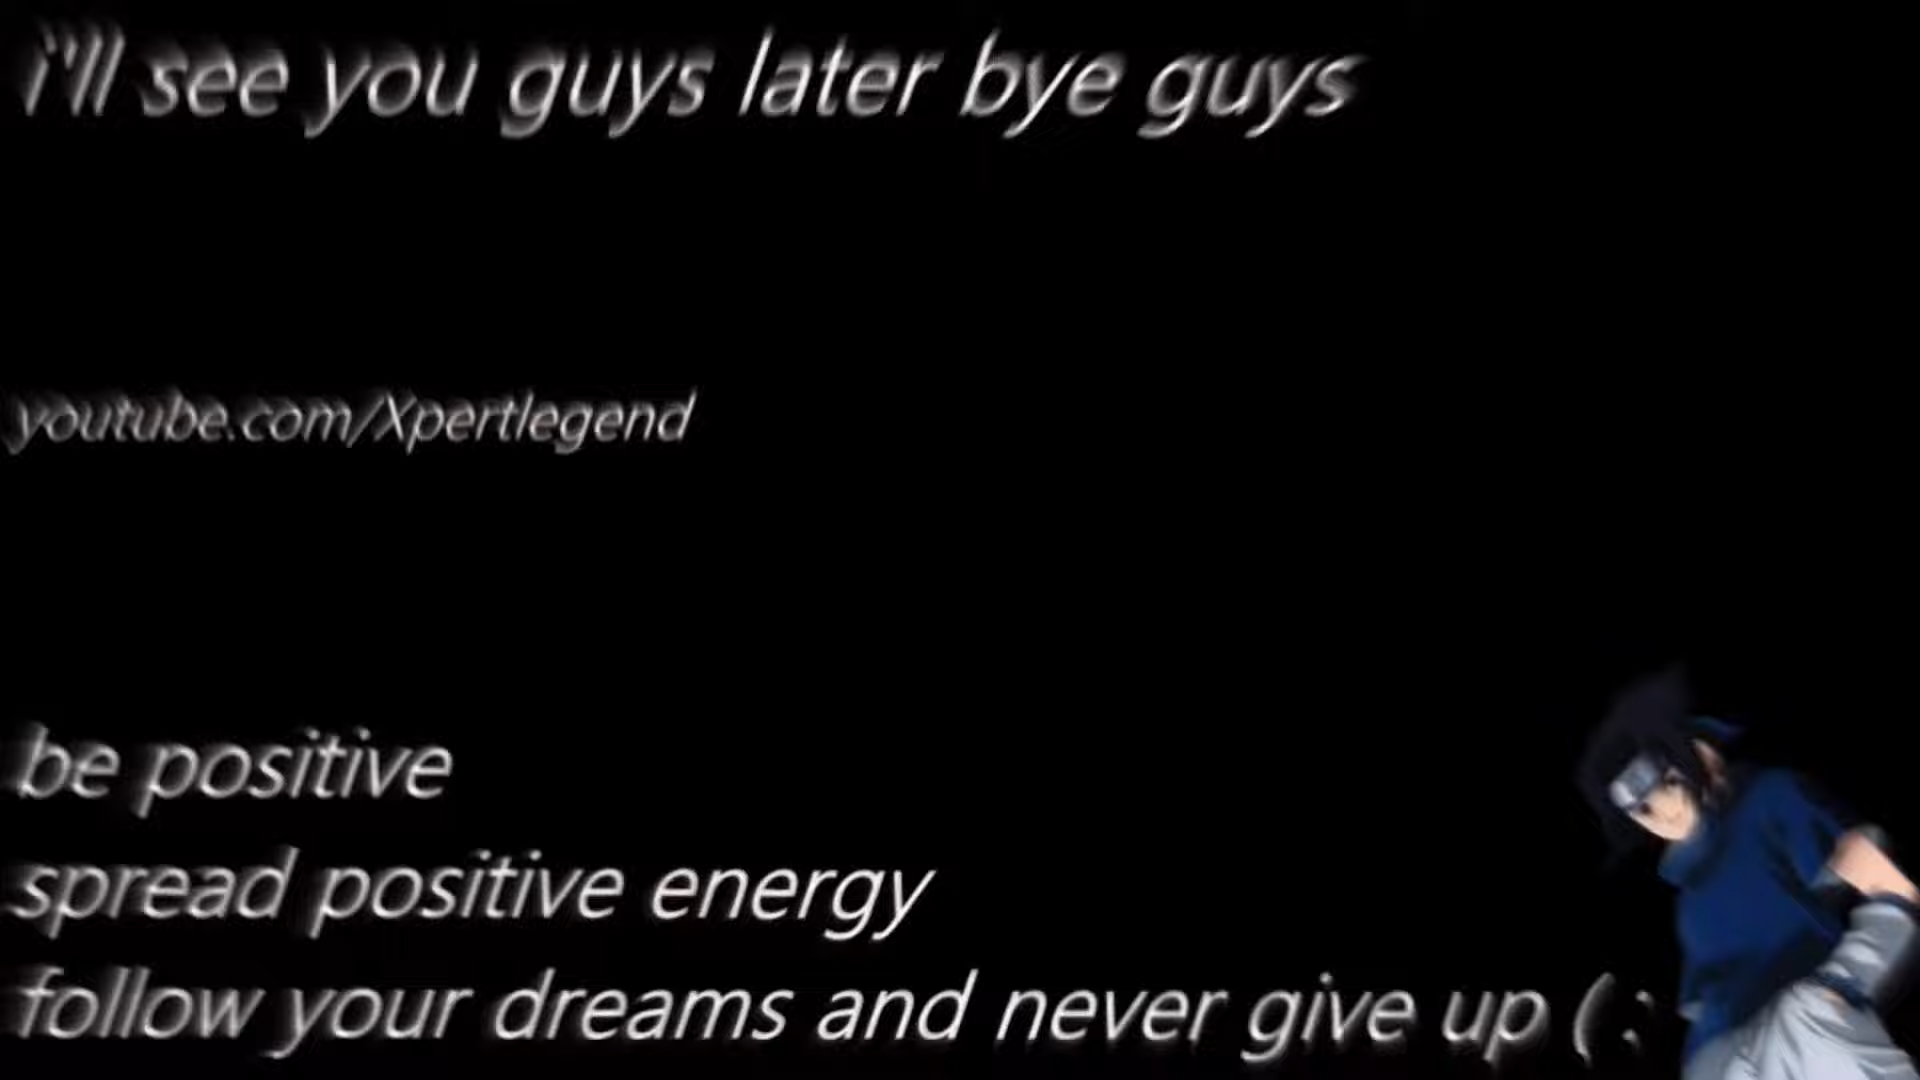 i'll see you guys later bye guys
youtube.com/Xpertlegend
be positive
spread positive energy
follow your dreams and never give up ( :